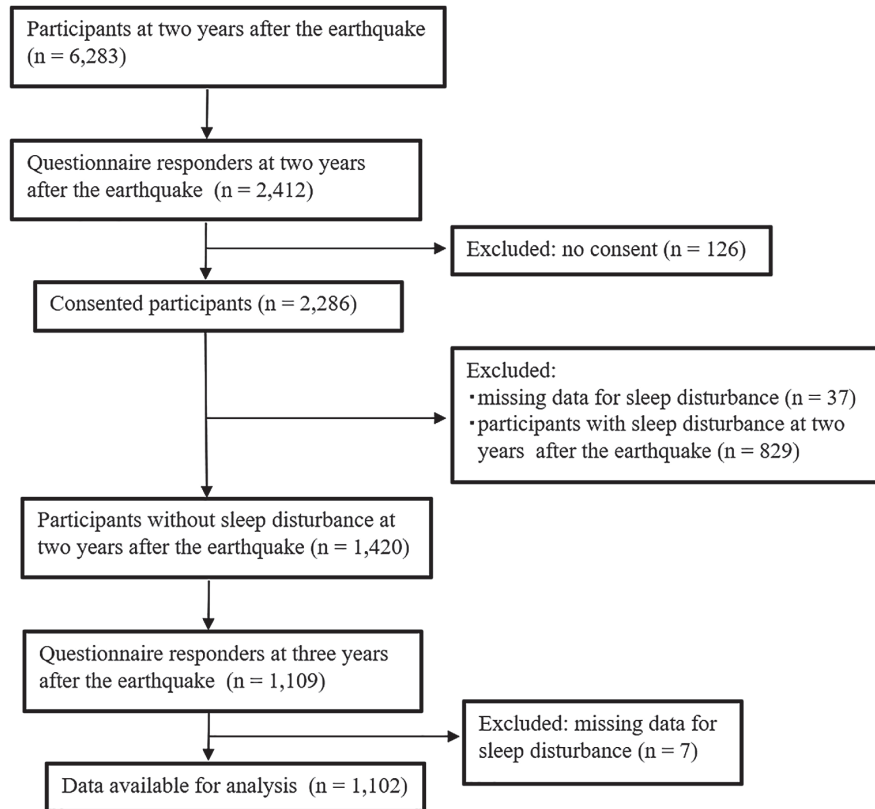 Participants at two years after the earthquake
(n = 6,283)
Questionnaire responders at two years
after the earthquake (n = 2,412)
Excluded: no consent (n = 126)
Consented participants (n = 2,286)
Excluded:
・missing data for sleep disturbance (n = 37)
・participants with sleep disturbance at two
years after the earthquake (n = 829)
Participants without sleep disturbance at
two years after the earthquake (n = 1,420)
Questionnaire responders at three years
after the earthquake (n = 1,109)
Excluded: missing data for
sleep disturbance (n = 7)
Data available for analysis (n = 1,102)